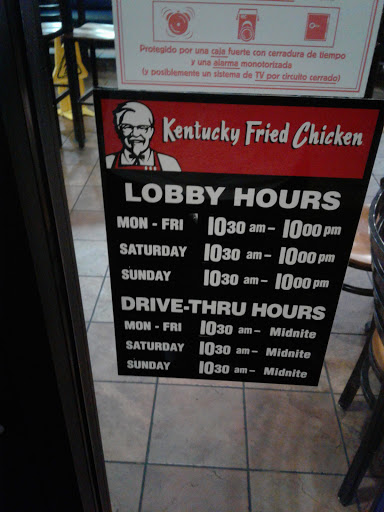 Protegido por una caja fuerte con cerradura de tiempo
y una alarma monotorizada
(y posiblemente un sistema de TV por circuito cerrado)
Kentucky Fried Chicken
LOBBY HOURS
MON - FRI 1030 am - 1000 pm
SATURDAY 1030 am - 1000 pm
SUNDAY 1030 am - 1000 pm
DRIVE-THRU HOURS
MON - FRI 1030 am - Midnite
SATURDAY 1030 am - Midnite
SUNDAY 1030 am - Midnite